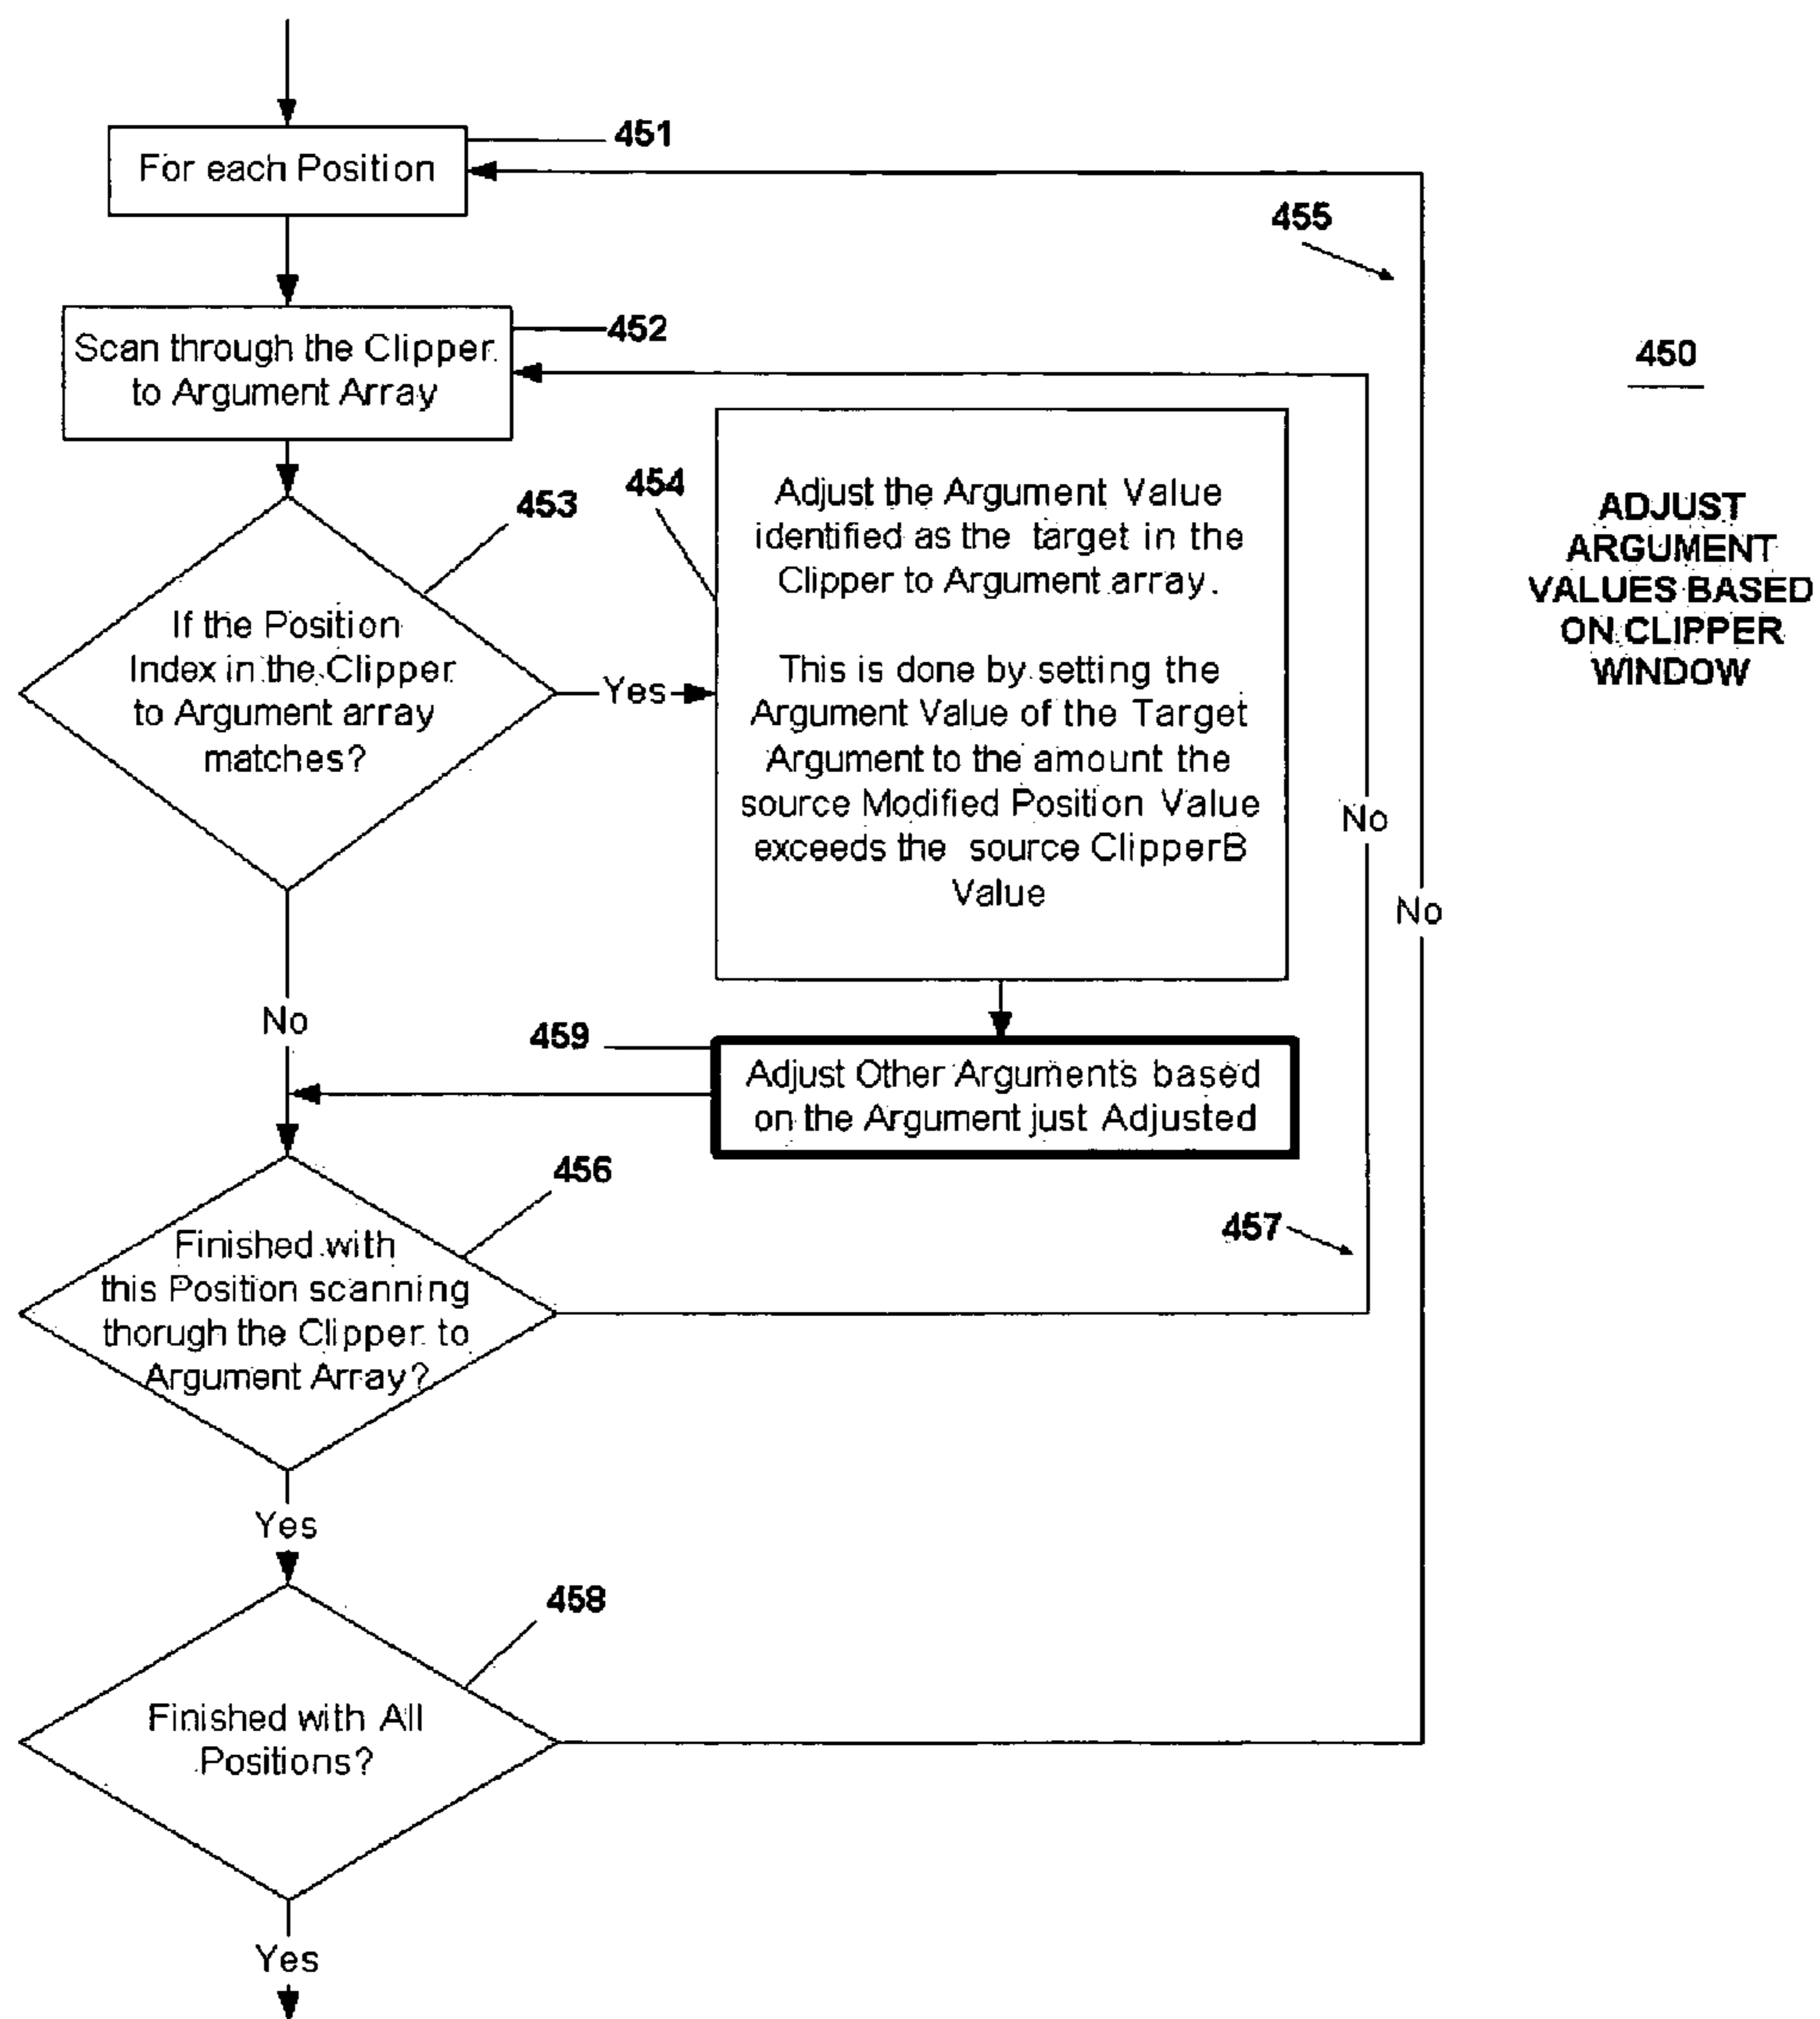 451
For each Position
455
452
Scan through the Clipper
to Argument Array
450
ADJUST
ARGUMENT
VALUES BASED
ON CLIPPER
WINDOW
453
If the Position
Index in the Clipper
to Argument array
matches?
Yes
454
Adjust the Argument Value
identified as the target in the
Clipper to Argument array.
This is done by setting the
Argument Value of the Target
Argument to the amount the
source Modified Position Value
exceeds the source ClipperB
Value
No
No
No
459
Adjust Other Arguments based
on the Argument just Adjusted
456
457
Finished with
this Position scanning
thorugh the Clipper to
Argument Array?
Yes
458
Finished with All
Positions?
Yes